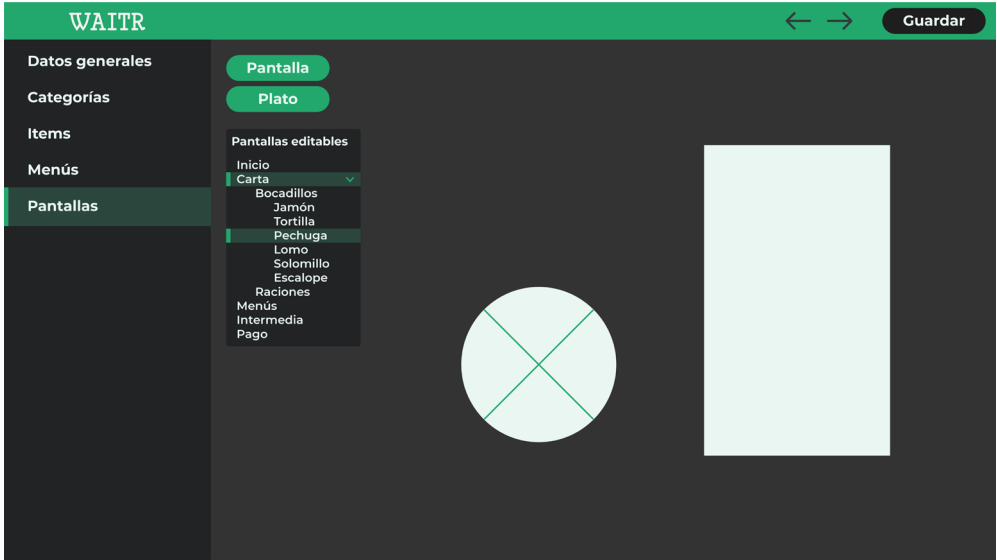 WAITR
Guardar
Datos generales
Categorías
Items
Menús
Pantallas
Pantalla
Plato
Pantallas editables
Inicio
Carta
Bocadillos
Jamón
Tortilla
Pechuga
Lomo
Solomillo
Escalope
Raciones
Menús
Intermedia
Pago